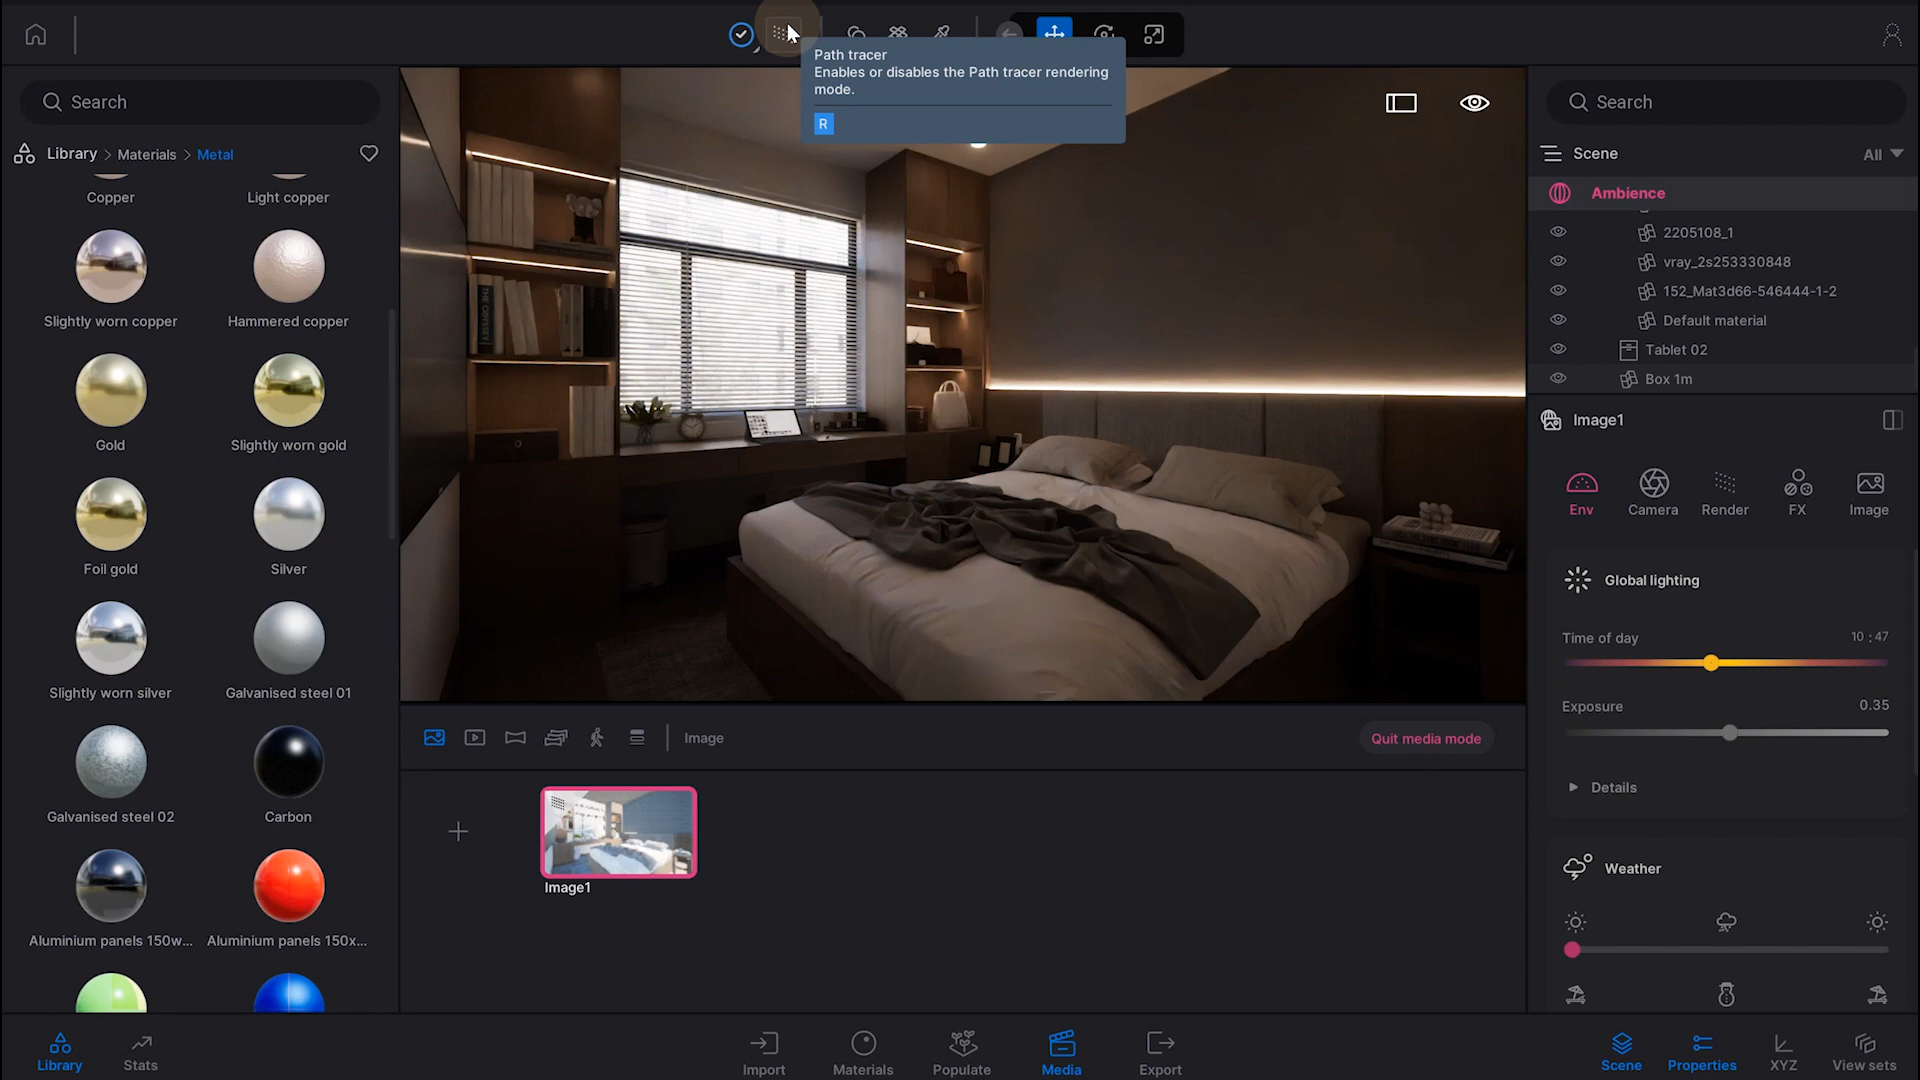 Path tracer
Enables or disables the Path tracer rendering
mode.
R
Search
Library
Materials
Metal
Copper
Light copper
Slightly worn copper
Hammered copper
Gold
Slightly worn gold
Foil gold
Silver
Slightly worn silver
Galvanised steel 01
Galvanised steel 02
Carbon
Aluminium panels 150w...
Aluminium panels 150x...
THE ODYSSEY
Image
Quit media mode
Image1
Search
Scene
All
Ambience
2205108_1
vray_2s253330848
152_Mat3d66-546444-1-2
Default material
Tablet 02
Box 1m
Image1
Env
Camera
Render
FX
Image
Global lighting
Time of day
10 : 47
Exposure
0.35
Details
Weather
Library
Stats
Import
Materials
Populate
Media
Export
Scene
Properties
XYZ
View sets